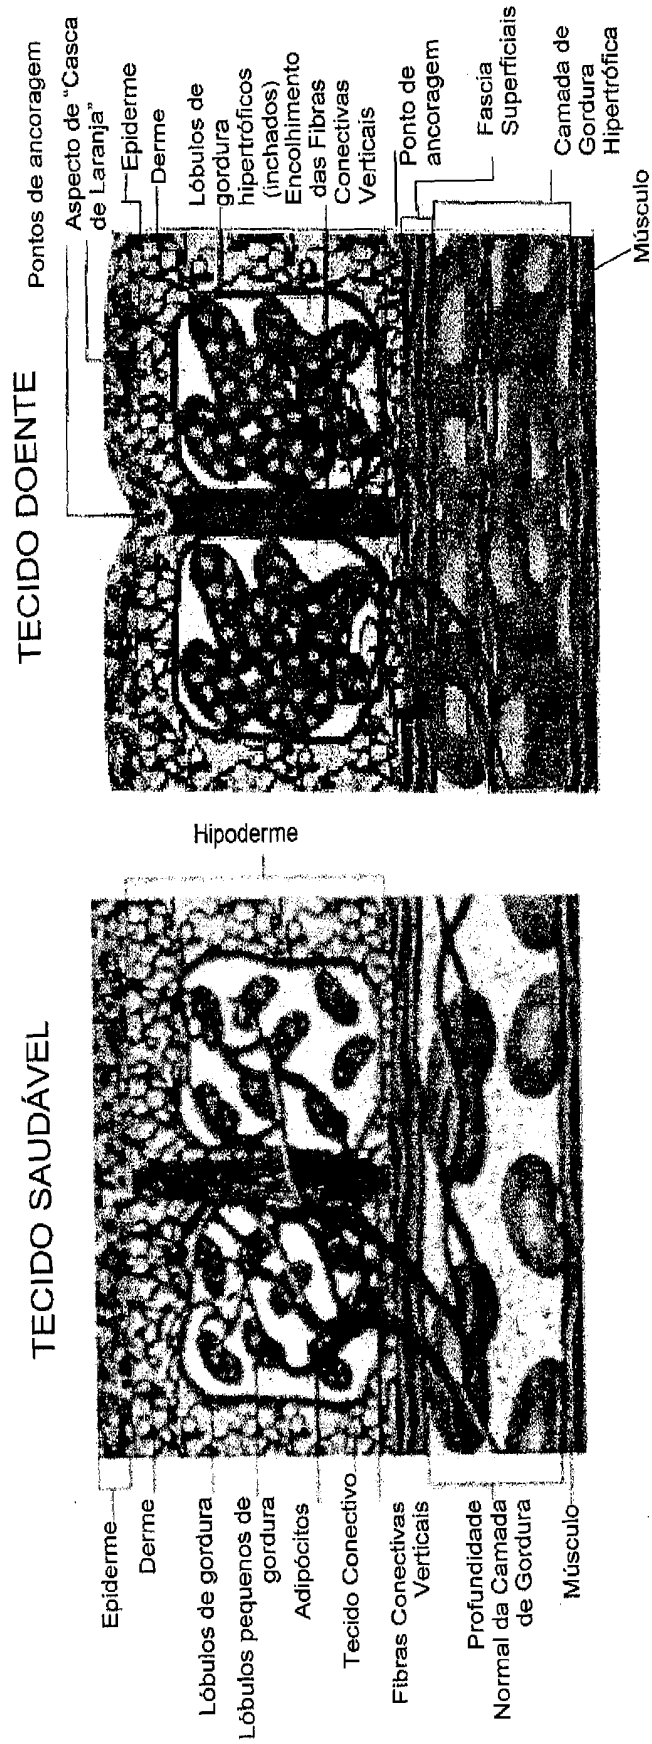 TECIDO SAUDÁVEL
Epiderme
Derme
Lóbulos de gordura
Lóbulos pequenos de
gordura
Adipócitos
Tecido Conectivo
Fibras Conectivas
Verticais
Profundidade
Normal da Camada
de Gordura
Músculo
Hipoderme
TECIDO DOENTE
Pontos de ancoragem
Aspecto de "Casca
de Laranja"
Epiderme
Derme
Lóbulos de
gordura
hipertróficos
(inchados)
Encolhimento
das Fibras
Conectivas
Verticais
Ponto de
ancoragem
Fascia
Superficiais
Camada de
Gordura
Hipertrófica
Músculo